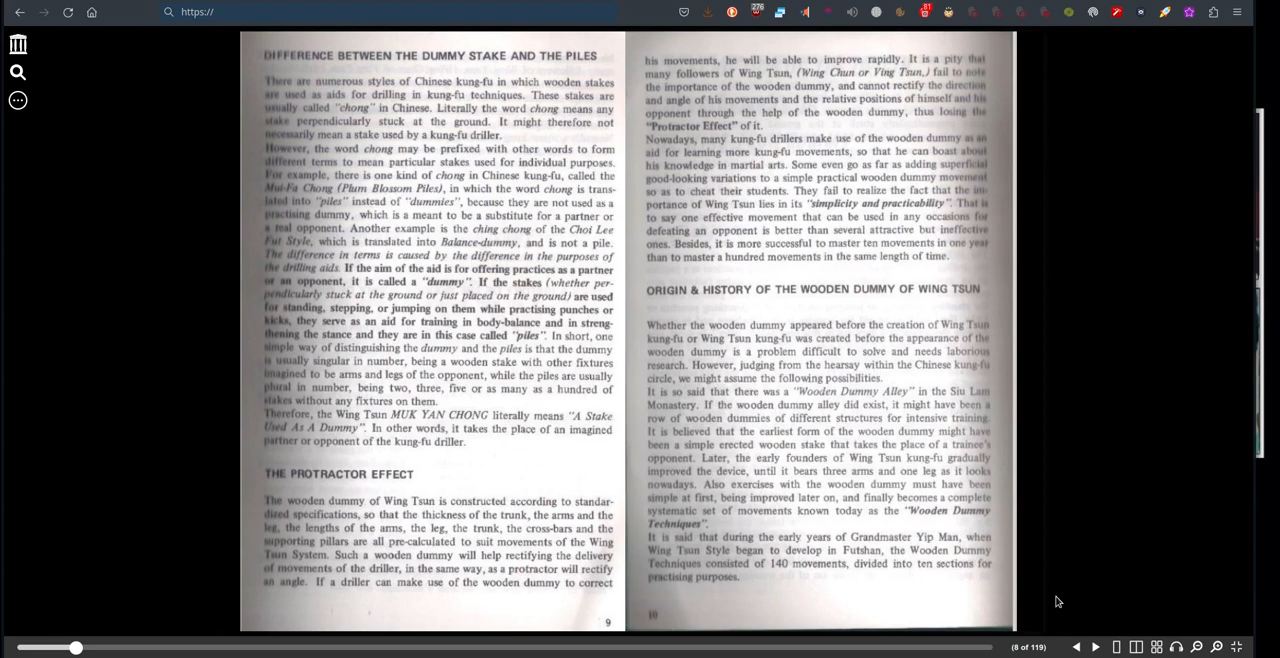 https://
276
81
DIFFERENCE BETWEEN THE DUMMY STAKE AND THE PILES
There are numerous styles of Chinese kung-fu in which wooden stakes
are used as aids for drilling in kung-fu techniques. These stakes are
usually called "chong" in Chinese. Literally the word chong means any
stake perpendicularly stuck at the ground. It might therefore not
necessarily mean a stake used by a kung-fu driller.
However, the word chong may be prefixed with other words to form
different terms to mean particular stakes used for individual purposes.
For example, there is one kind of chong in Chinese kung-fu, called the
Mui-Fa Chong (Plum Blossom Piles), in which the word chong is trans-
lated into "piles" instead of "dummies", because they are not used as a
practising dummy, which is a meant to be a substitute for a partner or
a real opponent. Another example is the ching chong of the Choi Lee
Fut Style, which is translated into Balance-dummy, and is not a pile.
The difference in terms is caused by the difference in the purposes of
the drilling aids. If the aim of the aid is for offering practices as a partner
or an opponent, it is called a "dummy". If the stakes (whether per-
pendicularly stuck at the ground or just placed on the ground) are used
for standing, stepping, or jumping on them while practising punches or
kicks, they serve as an aid for training in body-balance and in streng-
thening the stance and they are in this case called "piles". In short, one
simple way of distinguishing the dummy and the piles is that the dummy
is usually singular in number, being a wooden stake with other fixtures
imagined to be arms and legs of the opponent, while the piles are usually
plural in number, being two, three, five or as many as a hundred of
stakes without any fixtures on them.
Therefore, the Wing Tsun MUK YAN CHONG literally means "A Stake
Used As A Dummy". In other words, it takes the place of an imagined
partner or opponent of the kung-fu driller.
THE PROTRACTOR EFFECT
The wooden dummy of Wing Tsun is constructed according to standar-
dized specifications, so that the thickness of the trunk, the arms and the
leg, the lengths of the arms, the leg, the trunk, the cross-bars and the
supporting pillars are all pre-calculated to suit movements of the Wing
Tsun System. Such a wooden dummy will help rectifying the delivery
of movements of the driller, in the same way, as a protractor will rectify
an angle. If a driller can make use of the wooden dummy to correct
9
his movements, he will be able to improve rapidly. It is a pity that
many followers of Wing Tsun, (Wing Chun or Ving Tsun,) fail to note
the importance of the wooden dummy, and cannot rectify the direction
and angle of his movements and the relative positions of himself and his
opponent through the help of the wooden dummy, thus losing the
"Protractor Effect" of it.
Nowadays, many kung-fu drillers make use of the wooden dummy as an
aid for learning more kung-fu movements, so that he can boast about
his knowledge in martial arts. Some even go as far as adding superficial
good-looking variations to a simple practical wooden dummy movement
so as to cheat their students. They fail to realize the fact that the im-
portance of Wing Tsun lies in its "simplicity and practicability". That is
to say one effective movement that can be used in any occasions for
defeating an opponent is better than several attractive but ineffective
ones. Besides, it is more successful to master ten movements in one year
than to master a hundred movements in the same length of time.
ORIGIN & HISTORY OF THE WOODEN DUMMY OF WING TSUN
Whether the wooden dummy appeared before the creation of Wing Tsun
kung-fu or Wing Tsun kung-fu was created before the appearance of the
wooden dummy is a problem difficult to solve and needs laborious
research. However, judging from the hearsay within the Chinese kung-fu
circle, we might assume the following possibilities.
It is so said that there was a "Wooden Dummy Alley" in the Siu Lam
Monastery. If the wooden dummy alley did exist, it might have been a
row of wooden dummies of different structures for intensive training.
It is believed that the earliest form of the wooden dummy might have
been a simple erected wooden stake that takes the place of a trainee's
opponent. Later, the early founders of Wing Tsun kung-fu gradually
improved the device, until it bears three arms and one leg as it looks
nowadays. Also exercises with the wooden dummy must have been
simple at first, being improved later on, and finally becomes a complete
systematic set of movements known today as the "Wooden Dummy
Techniques".
It is said that during the early years of Grandmaster Yip Man, when
Wing Tsun Style began to develop in Futshan, the Wooden Dummy
Techniques consisted of 140 movements, divided into ten sections for
practising purposes.
10
(8 of 119)